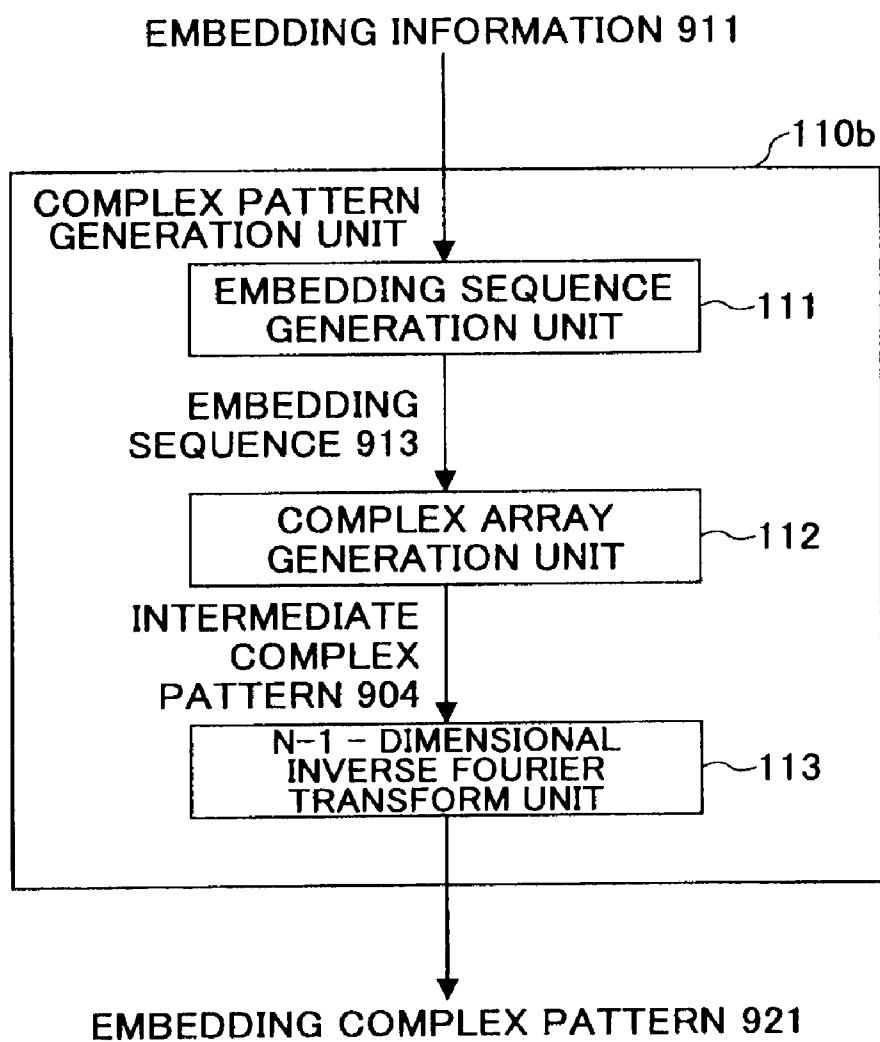 EMBEDDING INFORMATION 911
110b
COMPLEX PATTERN
GENERATION UNIT
EMBEDDING SEQUENCE
GENERATION UNIT
111
EMBEDDING
SEQUENCE 913
COMPLEX ARRAY
GENERATION UNIT
112
INTERMEDIATE
COMPLEX
PATTERN 904
N-1 - DIMENSIONAL
INVERSE FOURIER
TRANSFORM UNIT
113
EMBEDDING COMPLEX PATTERN 921